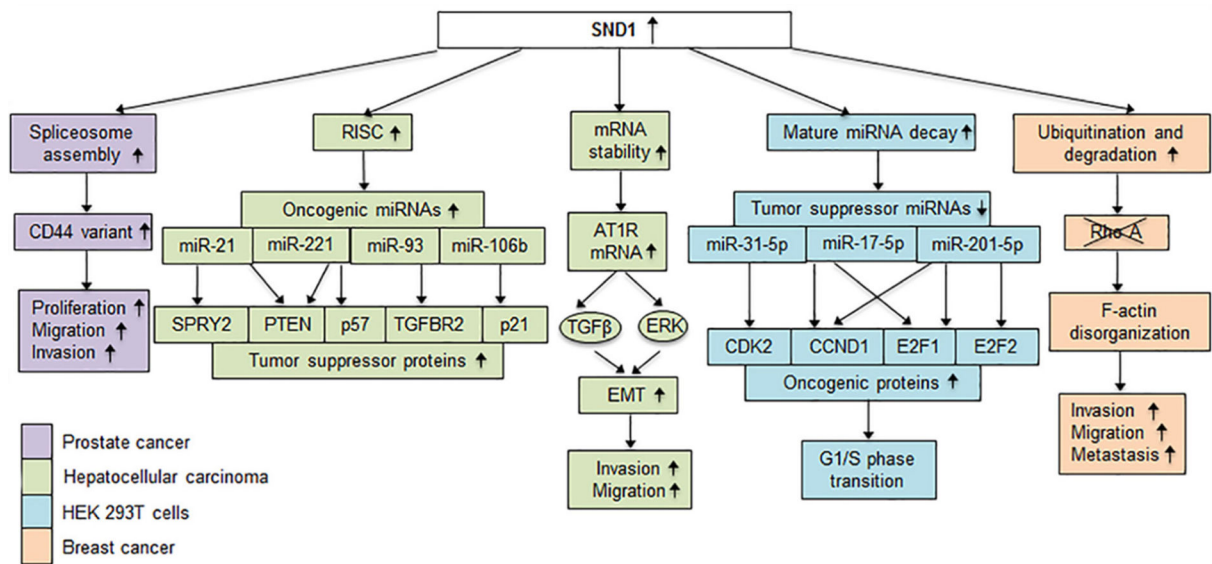 SND1 ↑
Spliceosome
assembly ↑
CD44 variant ↑
Proliferation ↑
Migration ↑
Invasion ↑
RISC ↑
Oncogenic miRNAs ↑
miR-21 miR-221 miR-93 miR-106b
SPRY2 PTEN p57 TGFBR2 p21
Tumor suppressor proteins ↑
mRNA
stability ↑
AT1R
mRNA ↑
TGFβ ERK
EMT ↑
Invasion ↑
Migration ↑
Mature miRNA decay ↑
Tumor suppressor miRNAs ↓
miR-31-5p miR-17-5p miR-201-5p
CDK2 CCND1 E2F1 E2F2
Oncogenic proteins ↑
G1/S phase
transition
Ubiquitination and
degradation ↑
Rho A
F-actin
disorganization
Invasion ↑
Migration ↑
Metastasis ↑
Prostate cancer
Hepatocellular carcinoma
HEK 293T cells
Breast cancer